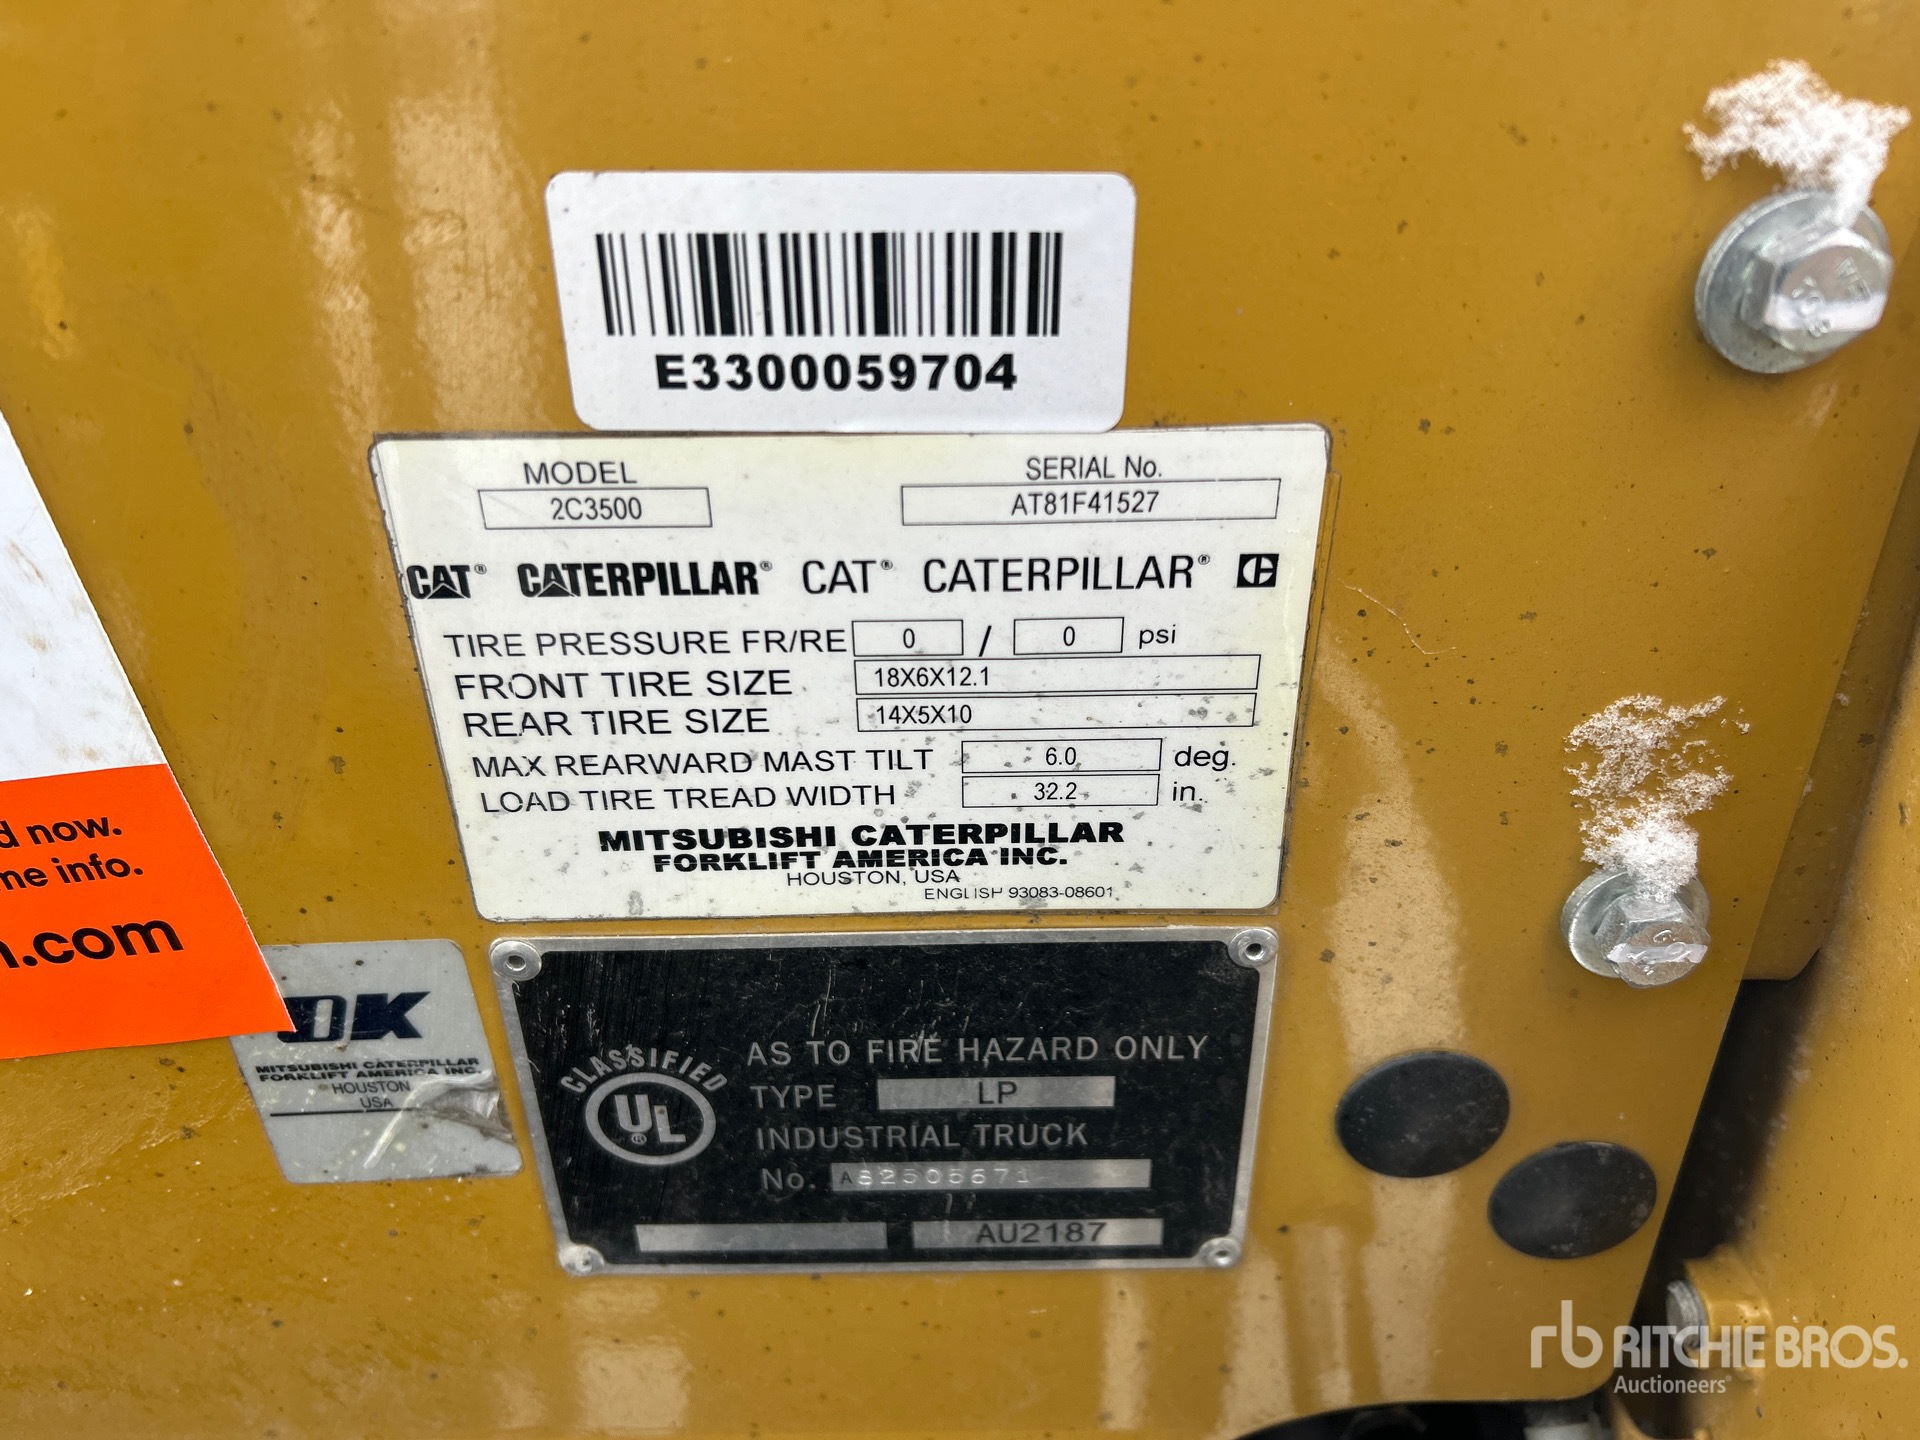 E3300059704
MODEL
2C3500
SERIAL No.
AT81F41527
CAT® CATERPILLAR® CAT® CATERPILLAR®
TIRE PRESSURE FR/RE 0 / 0 psi
FRONT TIRE SIZE 18X6X12.1
REAR TIRE SIZE 14X5X10
MAX REARWARD MAST TILT 6.0 deg.
LOAD TIRE TREAD WIDTH 32.2 in.
MITSUBISHI CATERPILLAR
FORKLIFT AMERICA INC.
HOUSTON, USA
ENGLISH 93083-08601
d now.
me info.
.com
OK
MITSUBISHI CATERPILLAR
FORKLIFT AMERICA INC.
HOUSTON
USA
CLASSIFIED
UL®
AS TO FIRE HAZARD ONLY
TYPE LP
INDUSTRIAL TRUCK
No. A82505671
AU2187
rb RITCHIE BROS.
Auctioneers